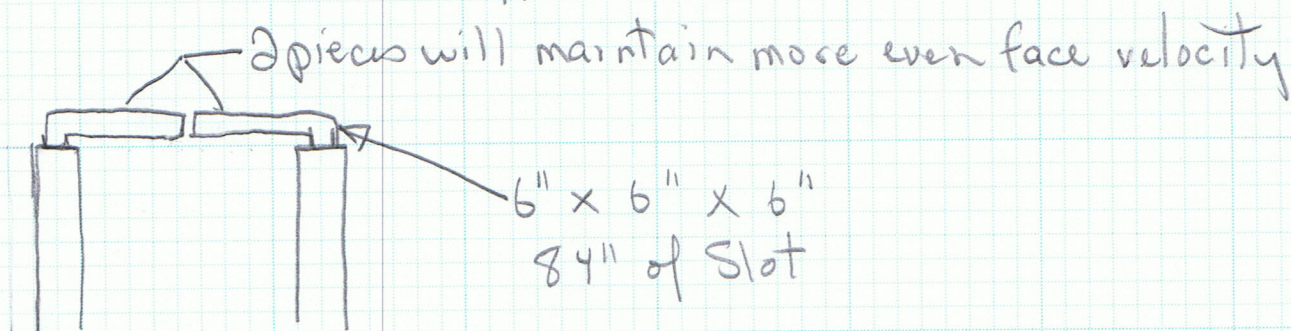 2 pieces will maintain more even face velocity
6" x 6" x 6"
84" of Slot